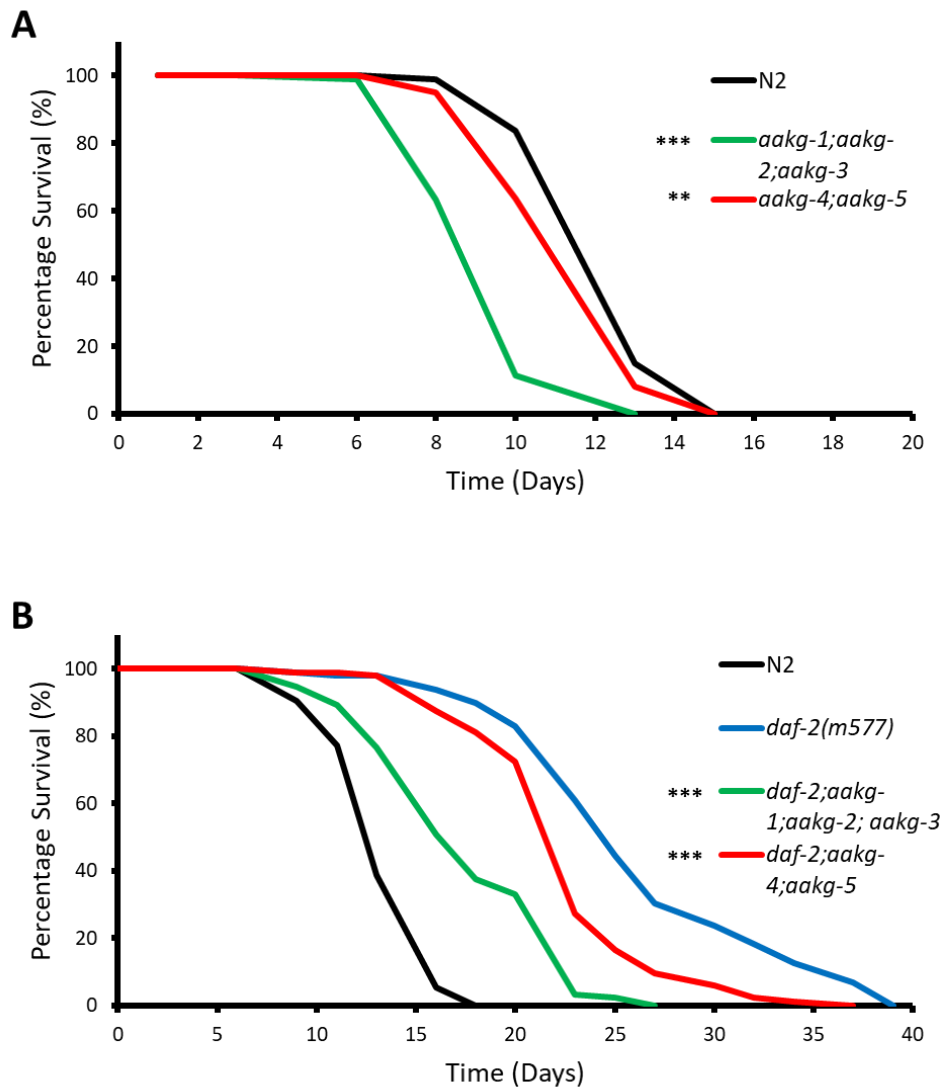 A
Percentage Survival (%)
100
80
60
40
20
0
0 2 4 6 8 10 12 14 16 18 20
Time (Days)
N2
*** aakg-1;aakg-
2;aakg-3
** aakg-4;aakg-5
B
Percentage Survival (%)
100
80
60
40
20
0
0 5 10 15 20 25 30 35 40
Time (Days)
N2
daf-2(m577)
*** daf-2;aakg-
1;aakg-2; aakg-3
*** daf-2;aakg-
4;aakg-5